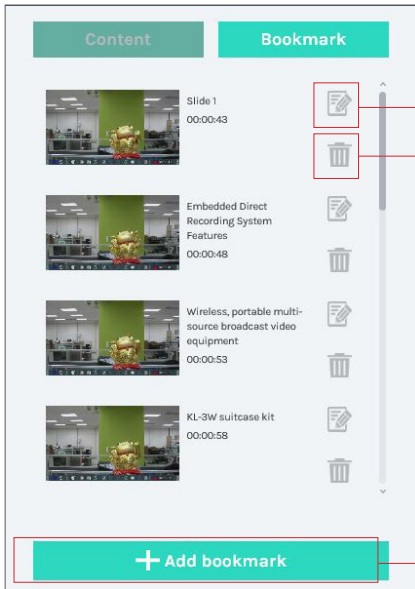 Content
Bookmark
Slide 1
00:00:43
Embedded Direct
Recording System
Features
00:00:48
Wireless, portable multi-
source broadcast video
equipment
00:00:53
KL-3W suitcase kit
00:00:58
Add bookmark